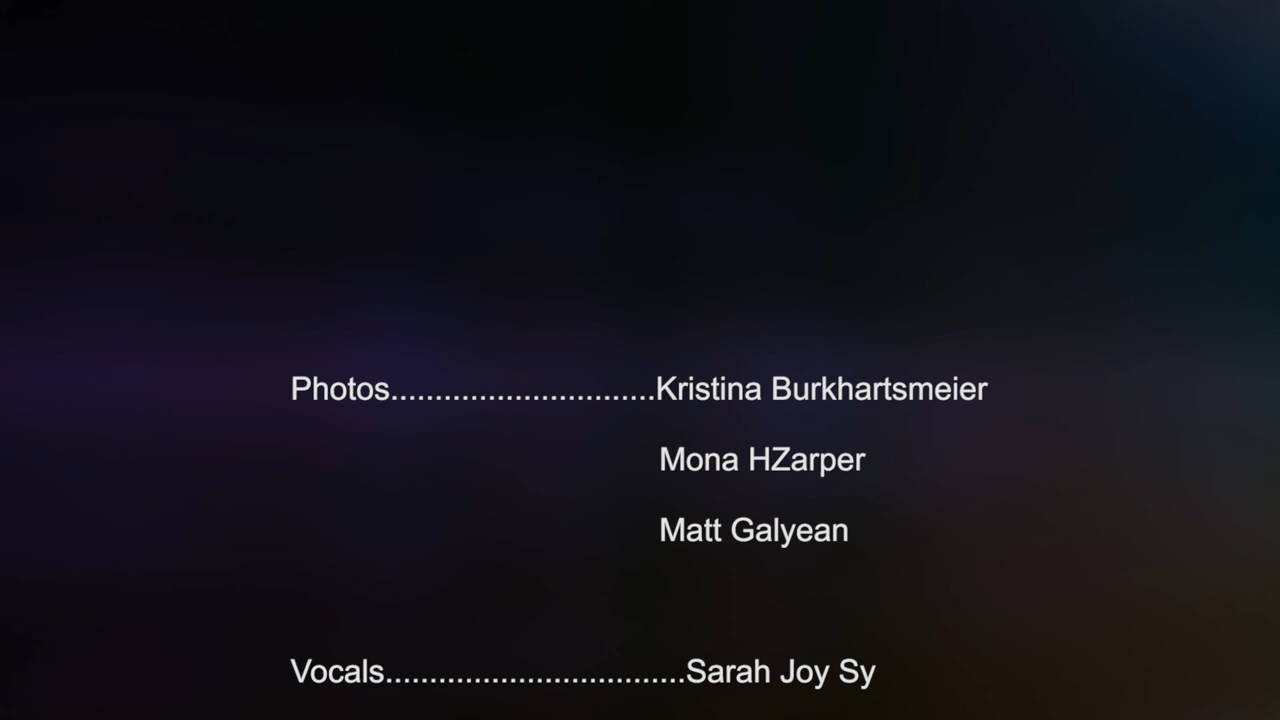 Photos..............................Kristina Burkhartsmeier
Mona HZarper
Matt Galyean
Vocals..................................Sarah Joy Sy